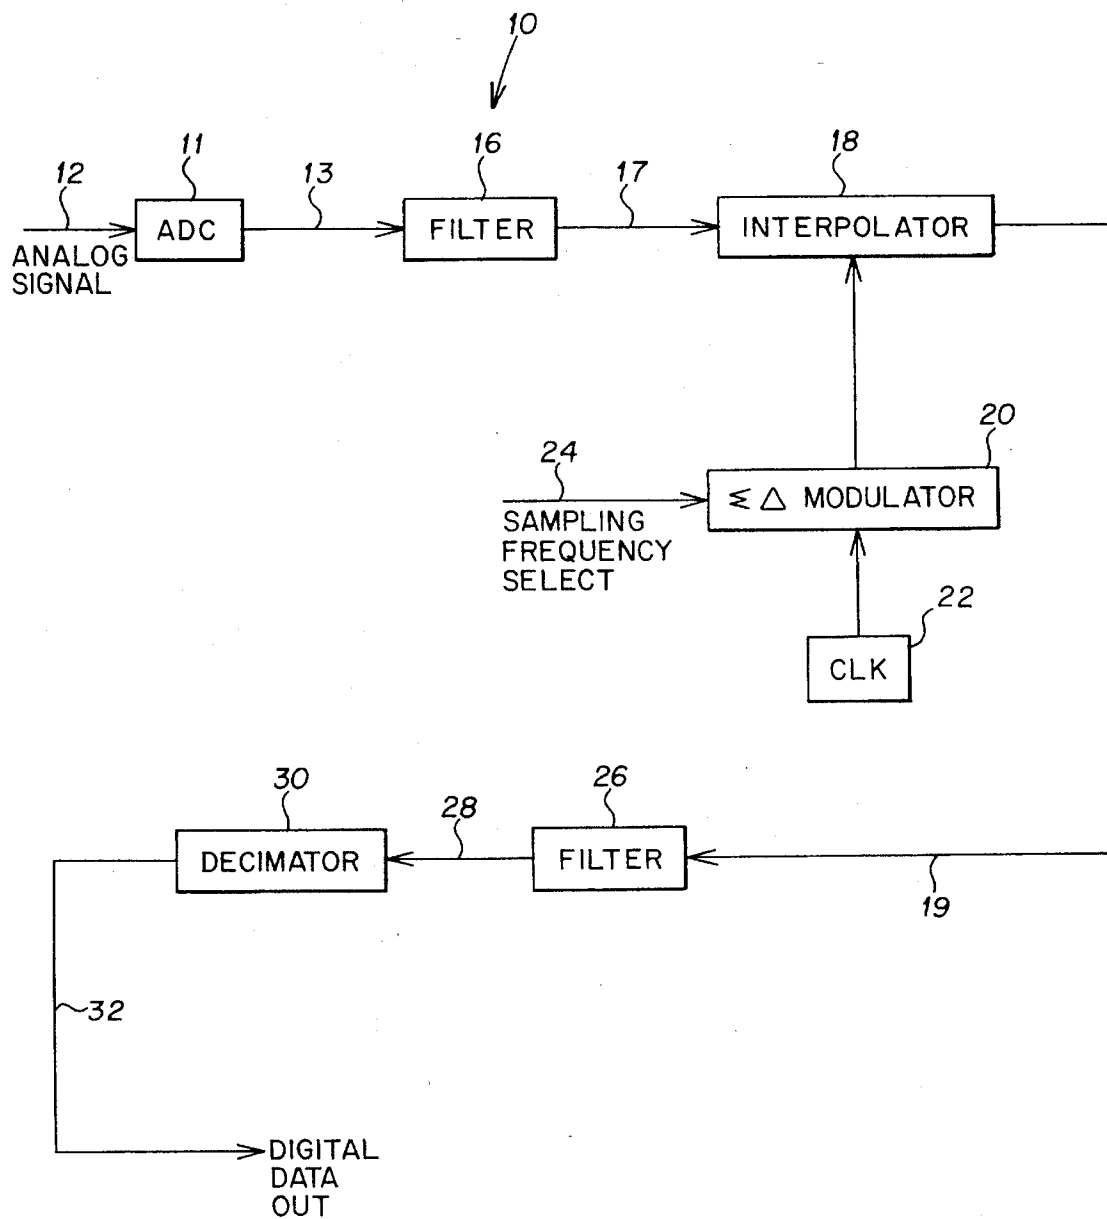 10
11
16
18
12
13
17
ADC
FILTER
INTERPOLATOR
ANALOG
SIGNAL
20
24
Σ Δ MODULATOR
SAMPLING
FREQUENCY
SELECT
22
CLK
30
28
26
DECIMATOR
FILTER
19
32
DIGITAL
DATA
OUT